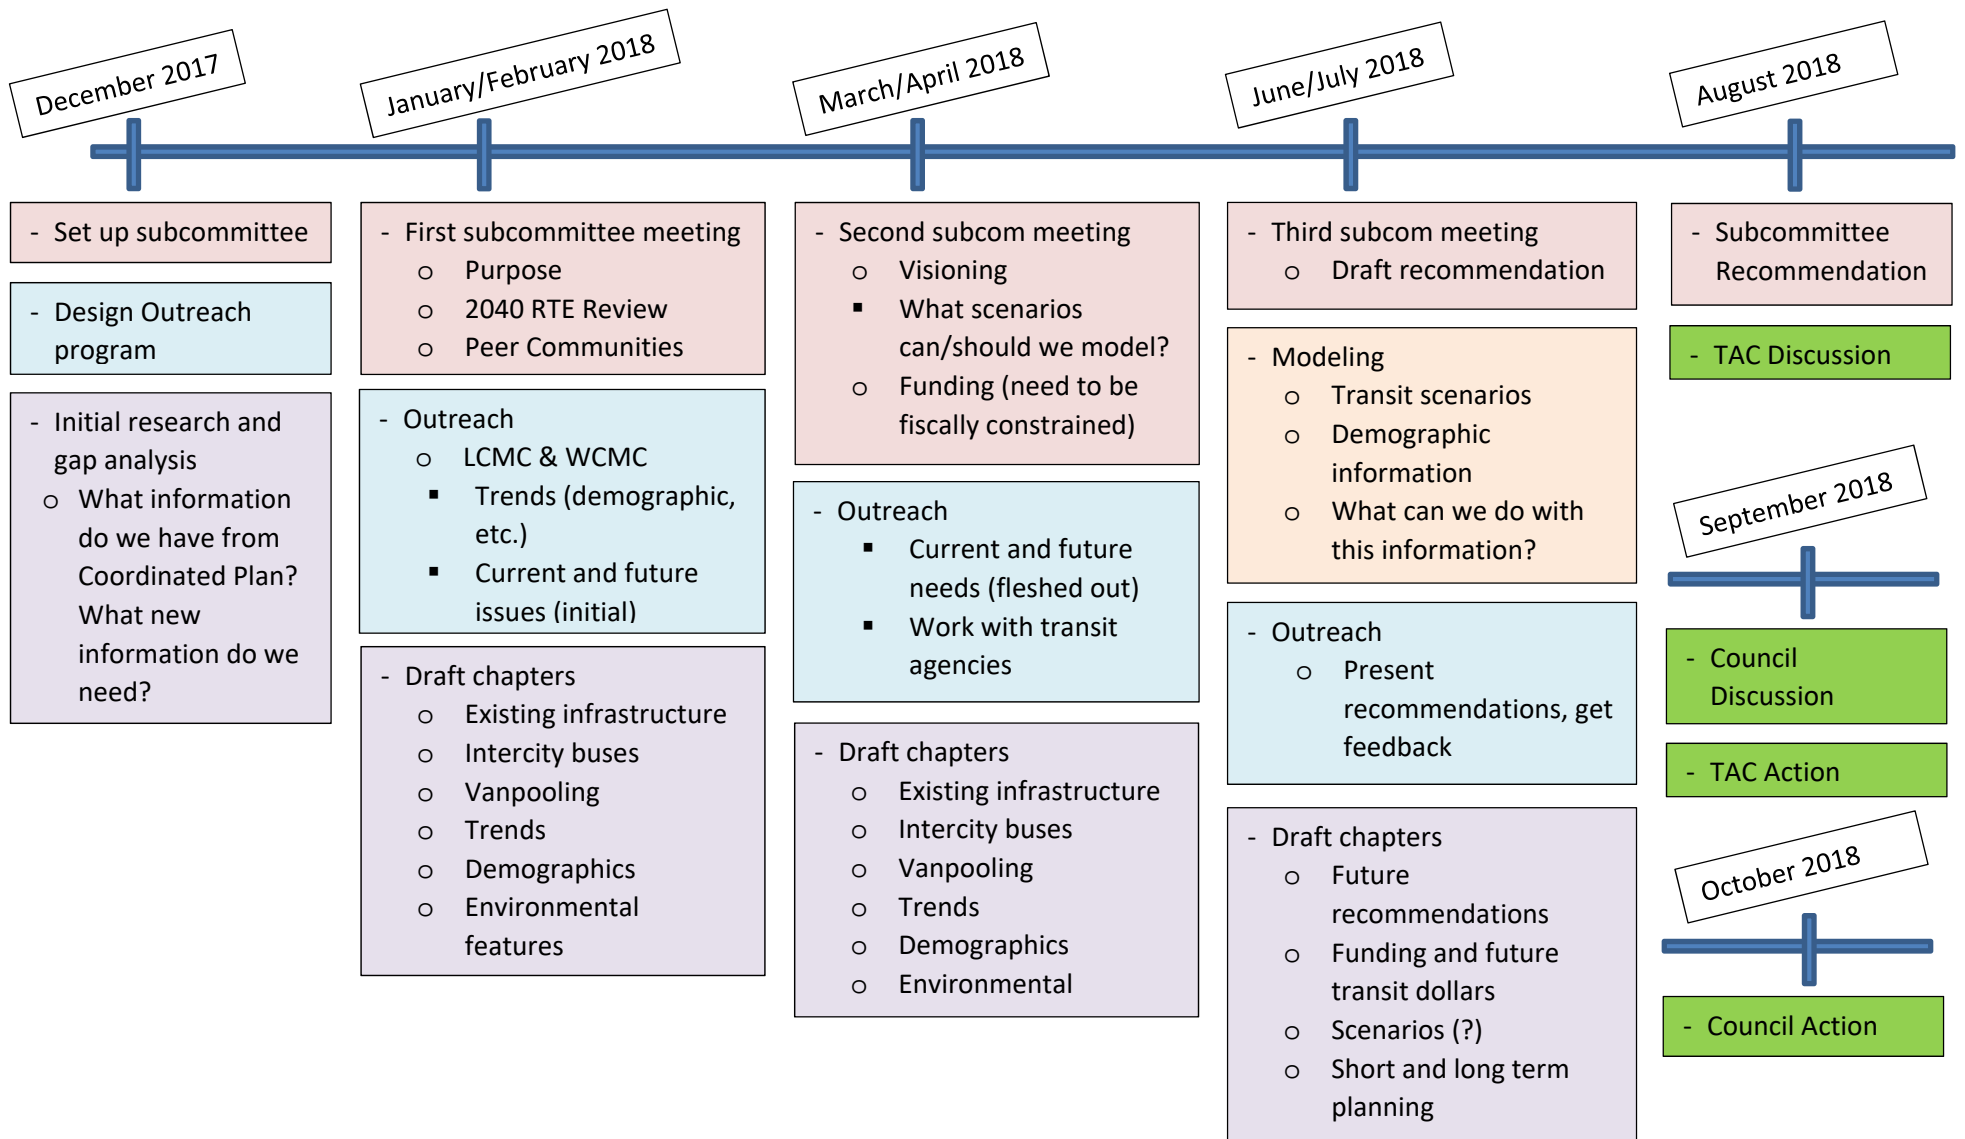 December 2017
January/February 2018
March/April 2018
June/July 2018
August 2018
- Set up subcommittee
- Design Outreach
program
- Initial research and
gap analysis
o What information
do we have from
Coordinated Plan?
What new
information do we
need?
- First subcommittee meeting
o Purpose
o 2040 RTE Review
o Peer Communities
- Outreach
o LCMC & WCMC
▪ Trends (demographic,
etc.)
▪ Current and future
issues (initial)
- Draft chapters
o Existing infrastructure
o Intercity buses
o Vanpooling
o Trends
o Demographics
o Environmental
features
- Second subcom meeting
o Visioning
▪ What scenarios
can/should we model?
o Funding (need to be
fiscally constrained)
- Outreach
▪ Current and future
needs (fleshed out)
▪ Work with transit
agencies
- Draft chapters
o Existing infrastructure
o Intercity buses
o Vanpooling
o Trends
o Demographics
o Environmental
- Third subcom meeting
o Draft recommendation
- Modeling
o Transit scenarios
o Demographic
information
o What can we do with
this information?
- Outreach
o Present
recommendations, get
feedback
- Draft chapters
o Future
recommendations
o Funding and future
transit dollars
o Scenarios (?)
o Short and long term
planning
- Subcommittee
Recommendation
- TAC Discussion
September 2018
- Council
Discussion
- TAC Action
October 2018
- Council Action